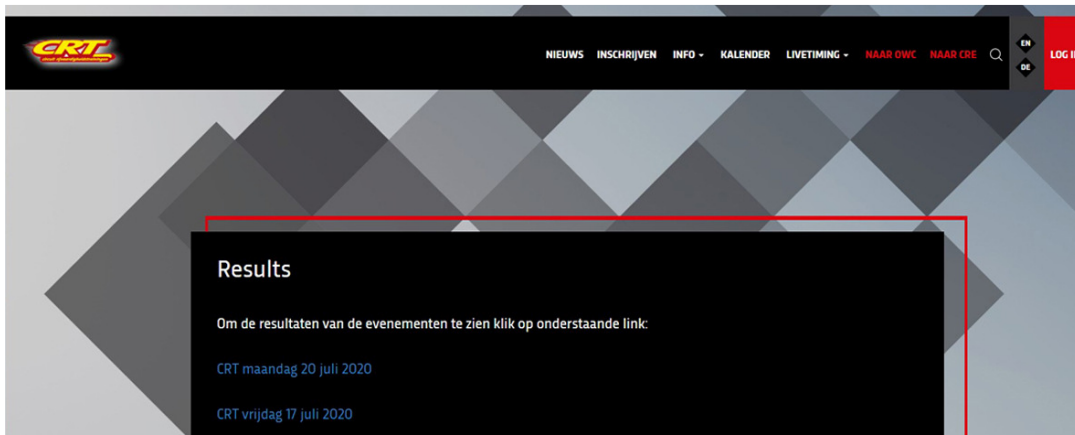 CRT
NIEUWS INSCHRIJVEN INFO KALENDER LIVETIMING NAAR OWC NAAR CRE EN LOG I
DE
Results
Om de resultaten van de evenementen te zien klik op onderstaande link:
CRT maandag 20 juli 2020
CRT vrijdag 17 juli 2020